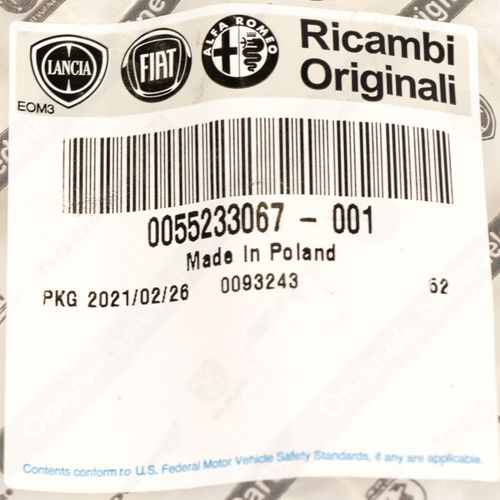 LANCIA
FIAT
ALFA ROMEO
Ricambi
Originali
EOM3
0055233067 - 001
Made In Poland
PKG 2021/02/26 0093243 62
Contents conform to U.S. Federal Motor Vehicle Safety Standards, if any are applicable.